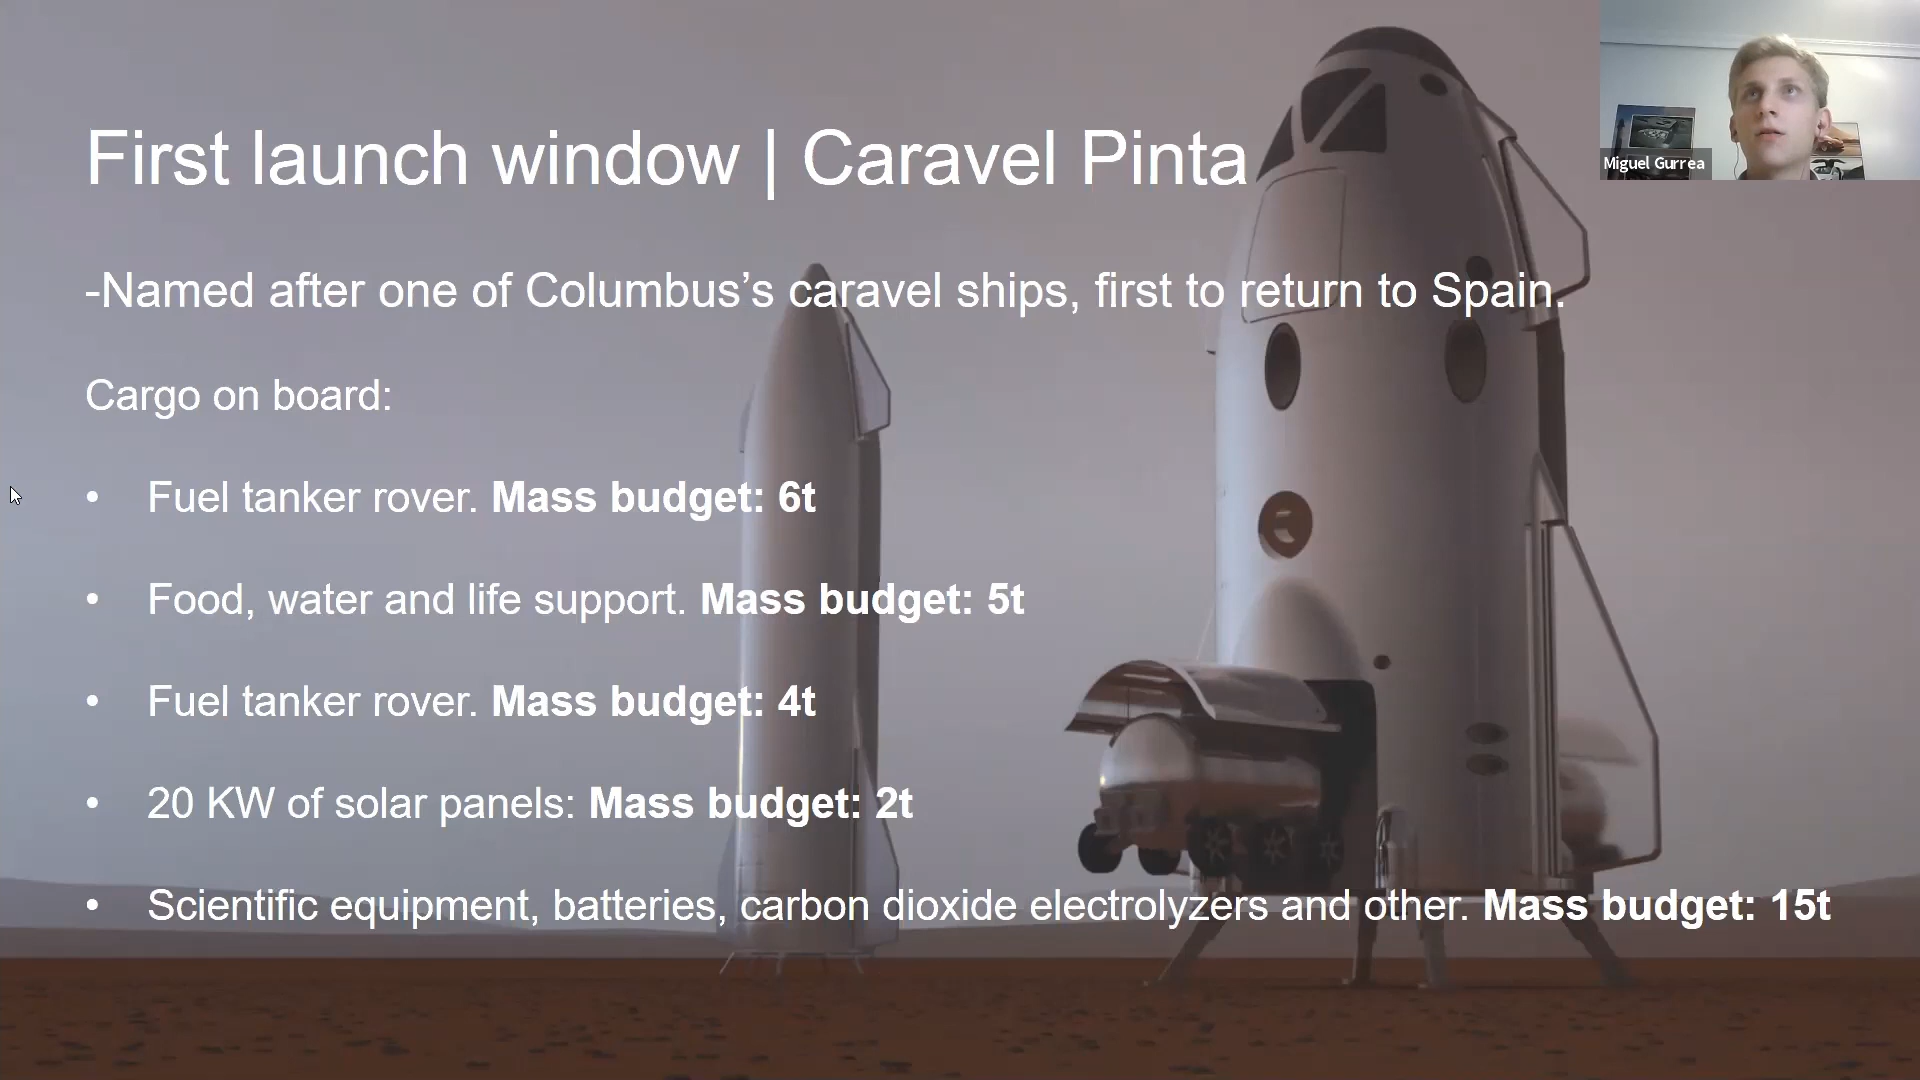 First launch window | Caravel Pinta
Miguel Gurrea
-Named after one of Columbus’s caravel ships, first to return to Spain.
Cargo on board:
• Fuel tanker rover. Mass budget: 6t
• Food, water and life support. Mass budget: 5t
• Fuel tanker rover. Mass budget: 4t
• 20 KW of solar panels: Mass budget: 2t
• Scientific equipment, batteries, carbon dioxide electrolyzers and other. Mass budget: 15t